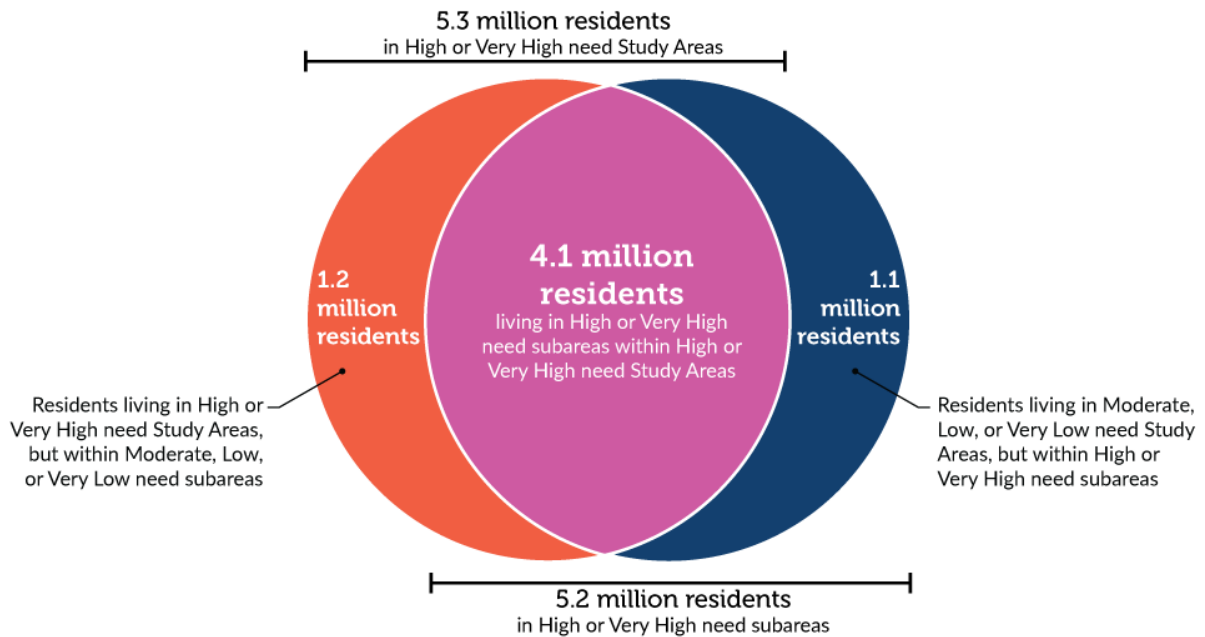 5.3 million residents
in High or Very High need Study Areas
1.2
million
residents
4.1 million
residents
living in High or Very High
need subareas within High or
Very High need Study Areas
1.1
million
residents
Residents living in High or
Very High need Study Areas,
but within Moderate, Low,
or Very Low need subareas
Residents living in Moderate,
Low, or Very Low need Study
Areas, but within High or
Very High need subareas
5.2 million residents
in High or Very High need subareas